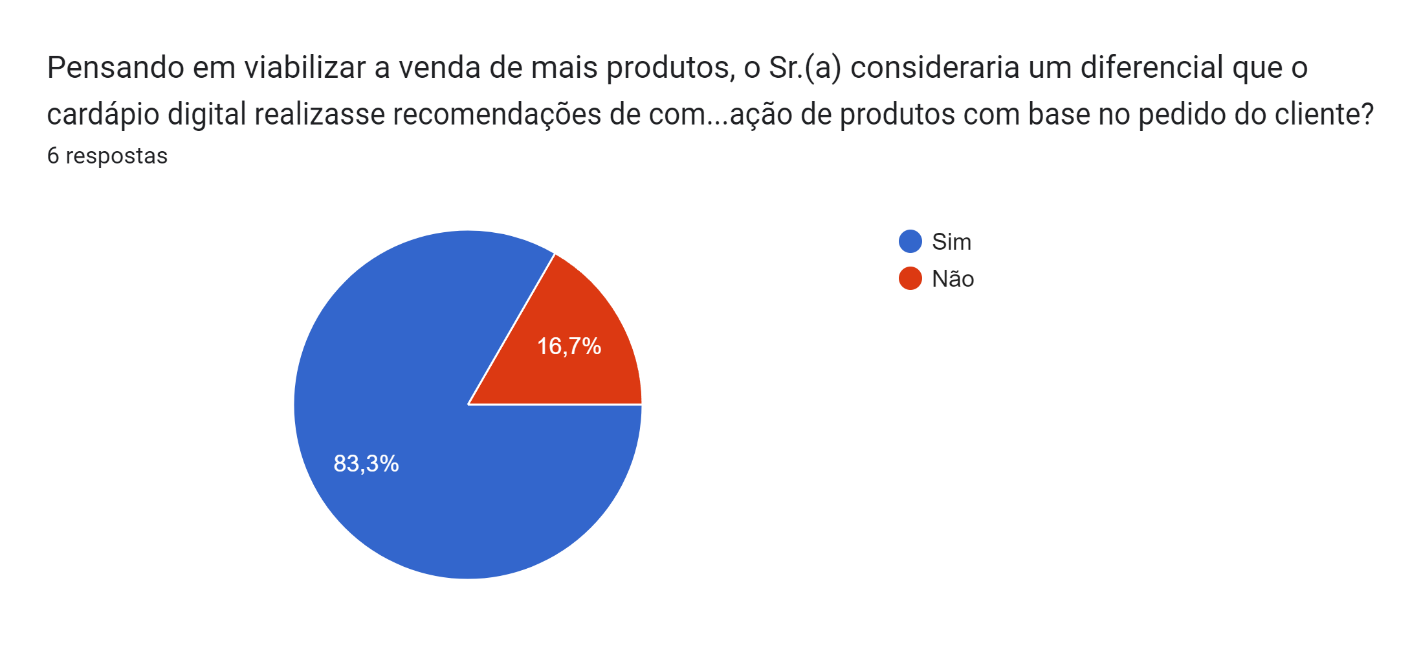 Pensando em viabilizar a venda de mais produtos, o Sr.(a) consideraria um diferencial que o
cardápio digital realizasse recomendações de com...ação de produtos com base no pedido do cliente?
6 respostas
Sim
Não
16,7%
83,3%